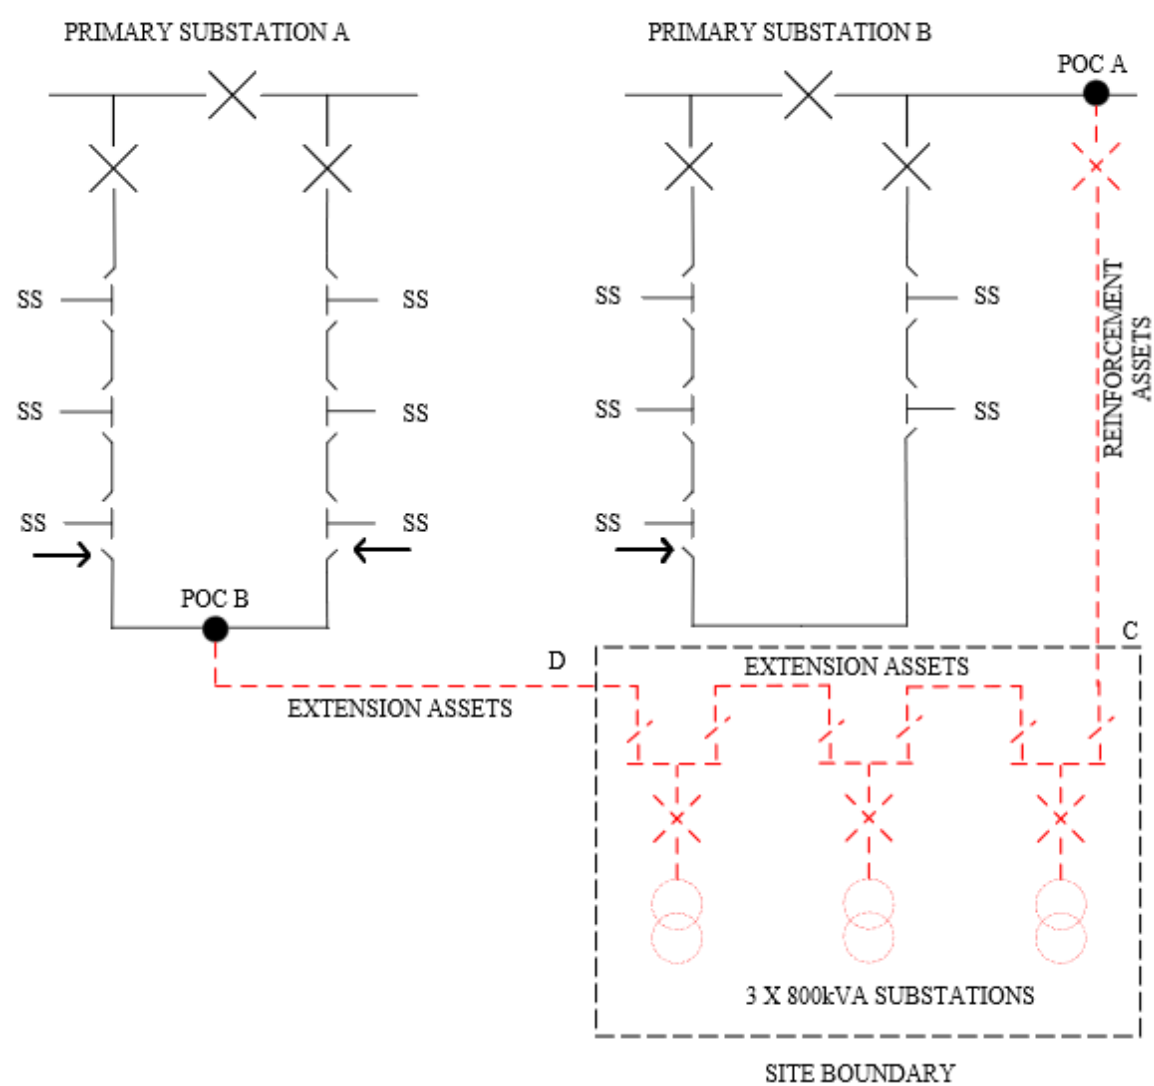 PRIMARY SUBSTATION A
PRIMARY SUBSTATION B
POC A
SS
SS
SS
SS
SS
SS
SS
SS
SS
SS
SS
REINFORCEMENT
ASSETS
POC B
C
D
EXTENSION ASSETS
EXTENSION ASSETS
3 X 800kVA SUBSTATIONS
SITE BOUNDARY